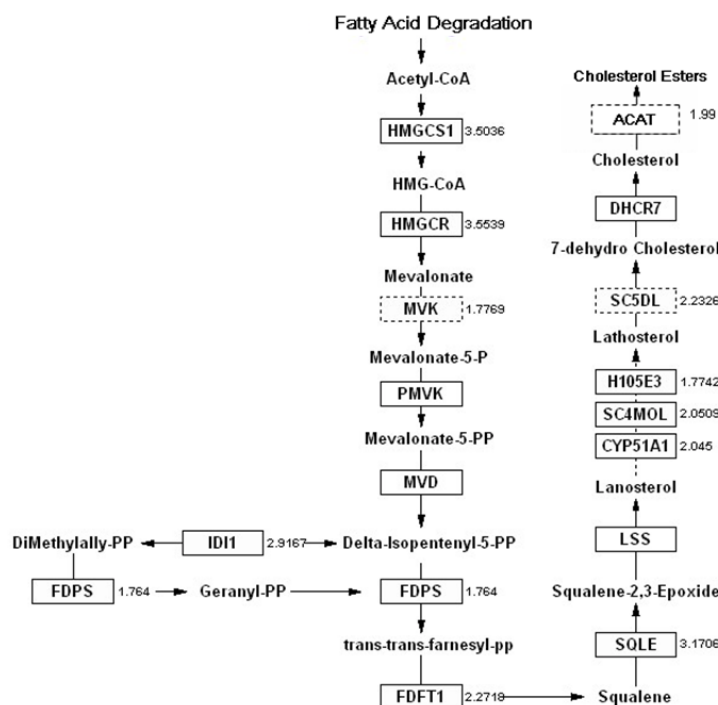 Fatty Acid Degradation
Acetyl-CoA
HMGCS1 3.5036
HMG-CoA
HMGCR 3.5539
Mevalonate
MVK 1.7769
Mevalonate-5-P
PMVK
Mevalonate-5-PP
MVD
DiMethylally-PP
IDI1 2.9167
Delta-Isopentenyl-5-PP
FDPS 1.764
Geranyl-PP
FDPS 1.764
trans-trans-farnesyl-pp
FDFT1 2.2719
Cholesterol Esters
ACAT 1.99
Cholesterol
DHCR7
7-dehydro Cholesterol
SC5DL 2.2326
Lathosterol
H105E3 1.7742
SC4MOL 2.0509
CYP51A1 2.045
Lanosterol
LSS
Squalene-2,3-Epoxide
SQLE 3.1706
Squalene